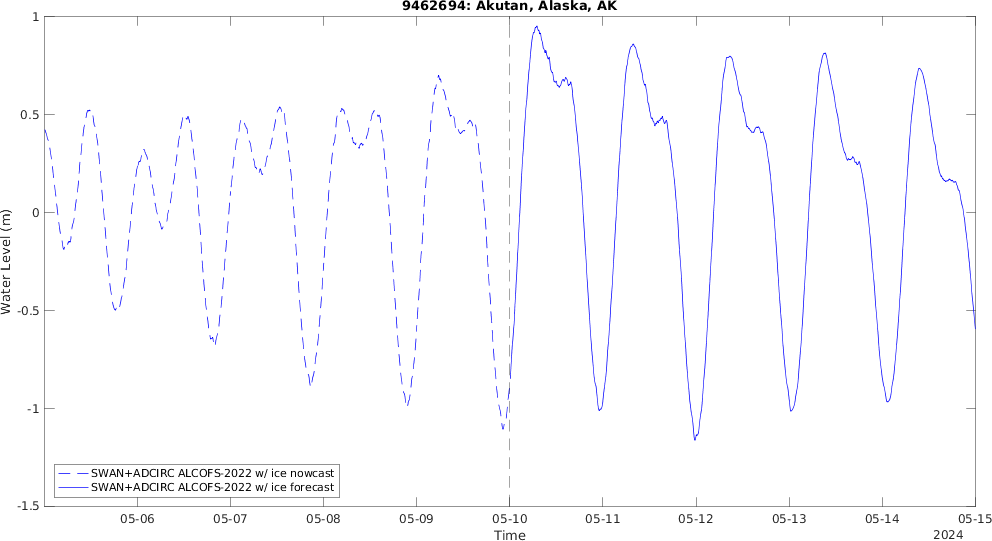 9462694: Akutan, Alaska, AK
Water Level (m)
1
0.5
0
-0.5
-1
-1.5
SWAN+ADCIRC ALCOFS-2022 w/ ice nowcast
SWAN+ADCIRC ALCOFS-2022 w/ ice forecast
05-06 05-07 05-08 05-09 05-10 05-11 05-12 05-13 05-14 05-15
Time
2024